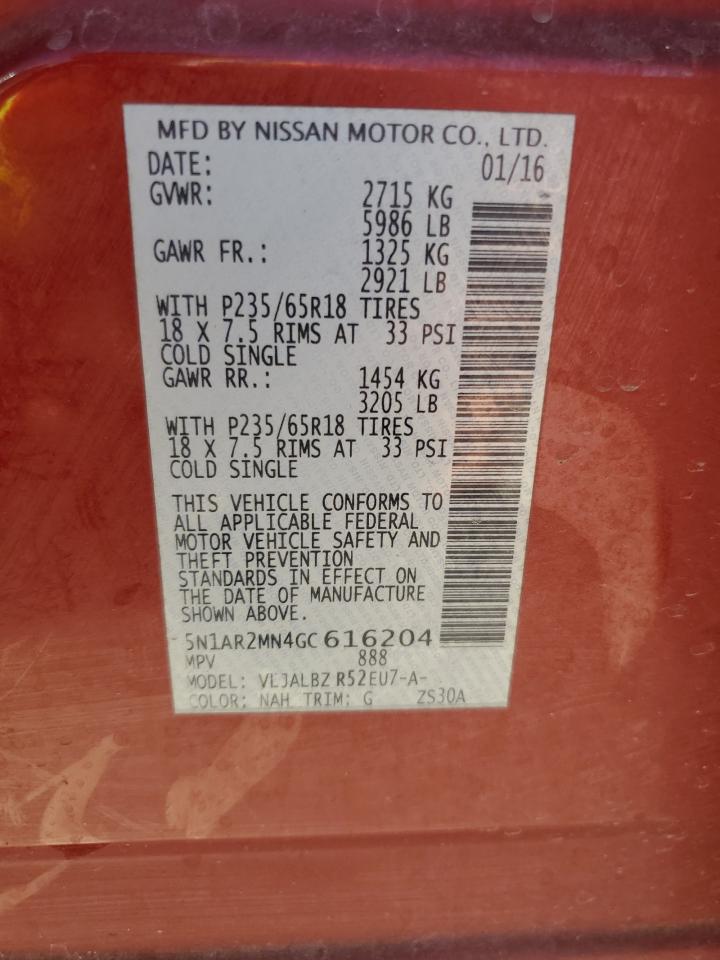 MFD BY NISSAN MOTOR CO., LTD.
DATE: 01/16
GVWR: 2715 KG
5986 LB
GAWR FR.: 1325 KG
2921 LB
WITH P235/65R18 TIRES
18 X 7.5 RIMS AT 33 PSI
COLD SINGLE
GAWR RR.: 1454 KG
3205 LB
WITH P235/65R18 TIRES
18 X 7.5 RIMS AT 33 PSI
COLD SINGLE
THIS VEHICLE CONFORMS TO
ALL APPLICABLE FEDERAL
MOTOR VEHICLE SAFETY AND
THEFT PREVENTION
STANDARDS IN EFFECT ON
THE DATE OF MANUFACTURE
SHOWN ABOVE.
5N1AR2MN4GC616204
MPV 888
MODEL: VLJALBZ R52EU7-A-
COLOR: NAH TRIM: G ZS30A